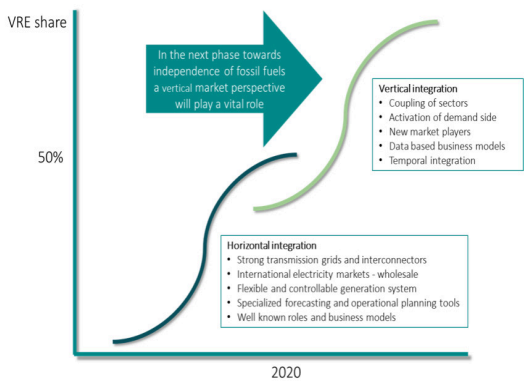 VRE share
In the next phase towards
independence of fossil fuels
a vertical market perspective
will play a vital role
Vertical integration
• Coupling of sectors
• Activation of demand side
• New market players
• Data based business models
• Temporal integration
50%
Horizontal integration
• Strong transmission grids and interconnectors
• International electricity markets - wholesale
• Flexible and controllable generation system
• Specialized forecasting and operational planning tools
• Well known roles and business models
2020